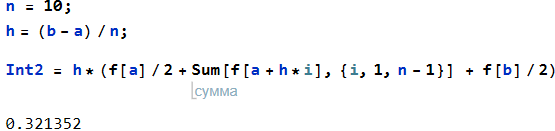 n = 10;
h = (b - a) / n;
Int2 = h * (f[a] / 2 + Sum[f[a + h * i], {i, 1, n - 1}] + f[b] / 2)
сумма
0.321352